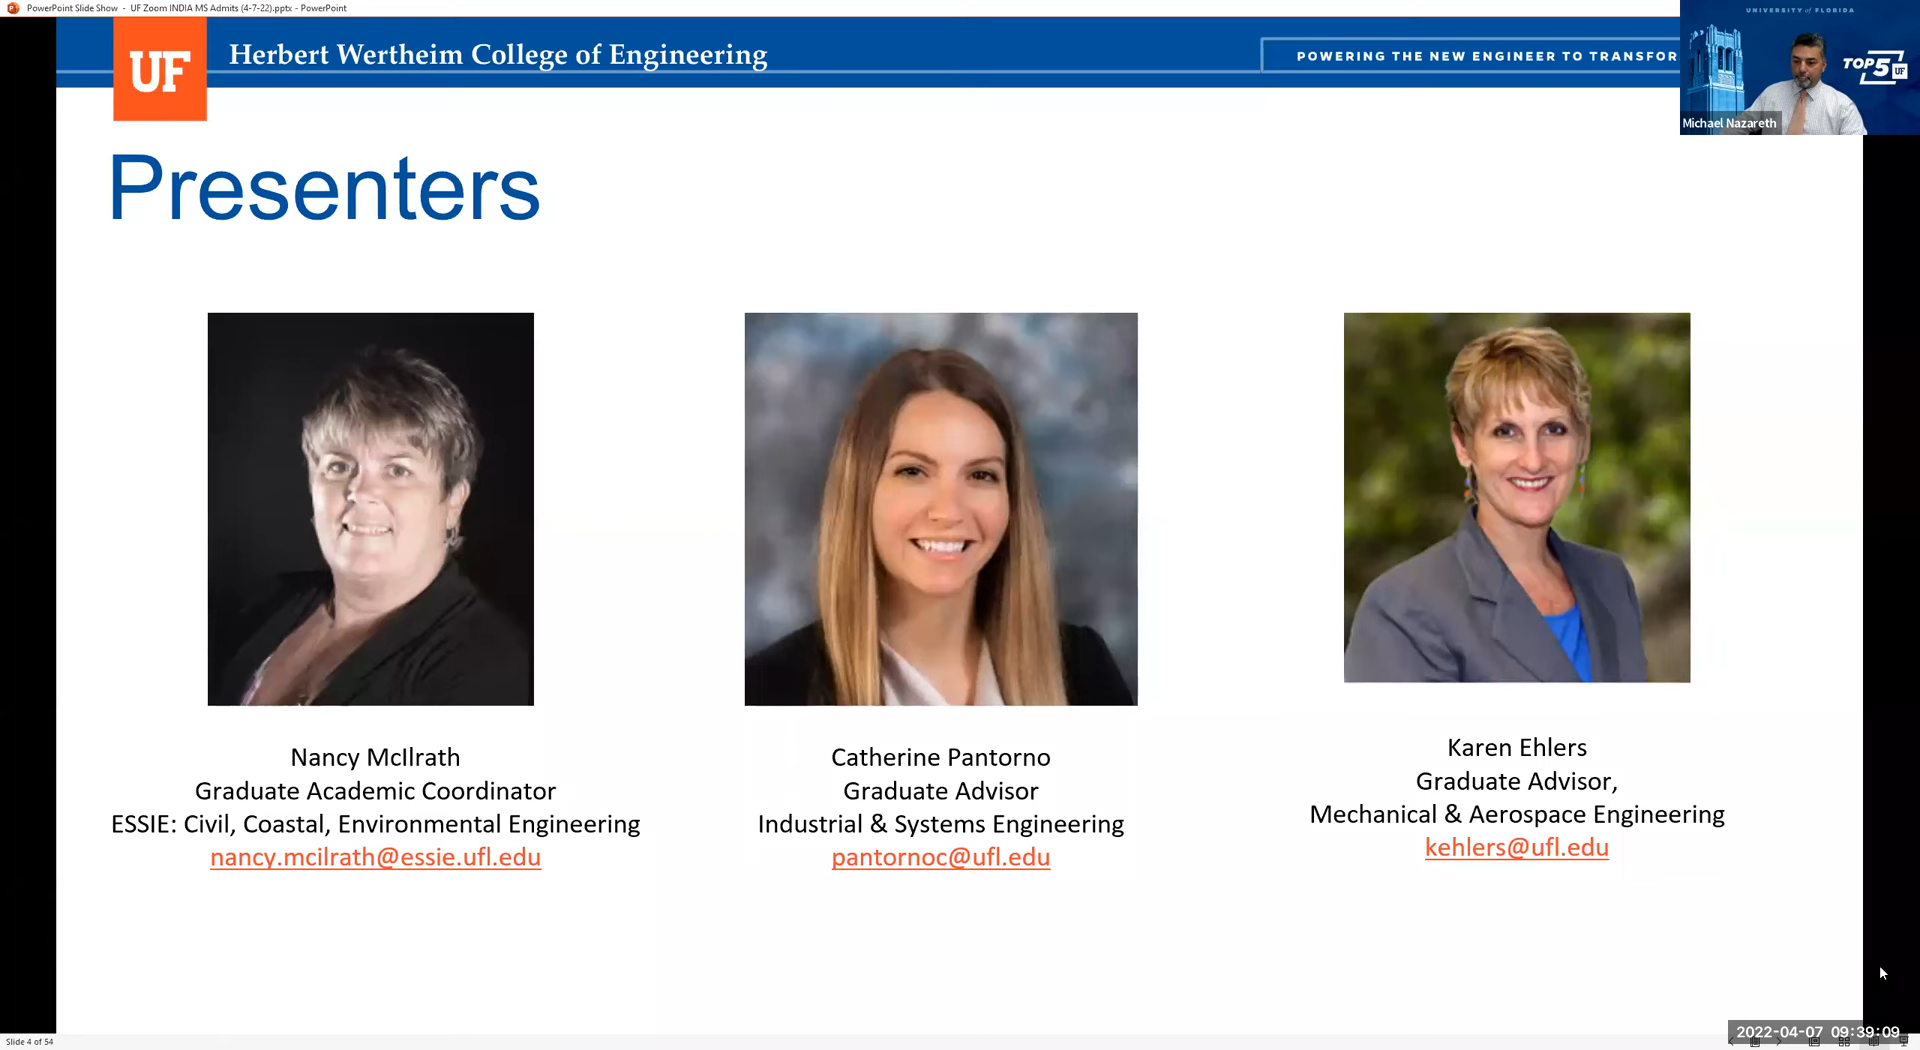 PowerPoint Slide Show - UF Zoom INDIA MS Admits (4-7-22).pptx - PowerPoint
UF
Herbert Wertheim College of Engineering
POWERING THE NEW ENGINEER TO TRANSFOR
UNIVERSITY of FLORIDA
TOP5
UF
Michael Nazareth
Presenters
Nancy McIlrath
Graduate Academic Coordinator
ESSIE: Civil, Coastal, Environmental Engineering
nancy.mcilrath@essie.ufl.edu
Catherine Pantorno
Graduate Advisor
Industrial & Systems Engineering
pantornoc@ufl.edu
Karen Ehlers
Graduate Advisor,
Mechanical & Aerospace Engineering
kehlers@ufl.edu
Slide 4 of 54
2022-04-07 09:39:09